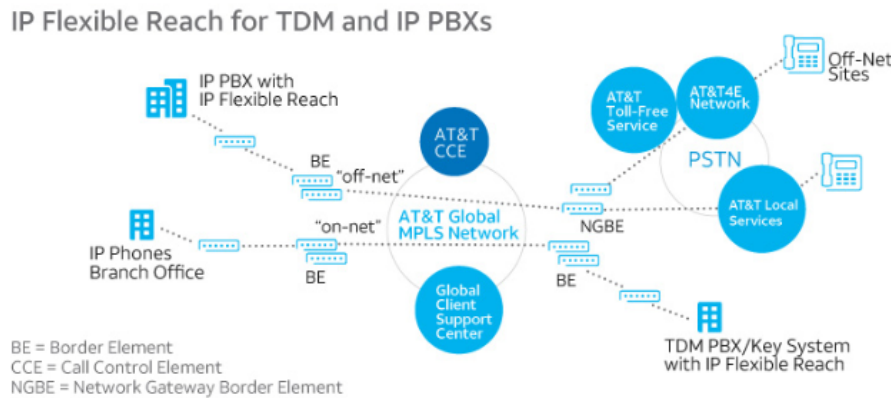 IP Flexible Reach for TDM and IP PBXs
IP PBX with
IP Flexible Reach
BE
"off-net"
AT&T
CCE
AT&T
Toll-Free
Service
AT&T4E
Network
Off-Net
Sites
PSTN
"on-net"
AT&T Global
MPLS Network
NGBE
AT&T Local
Services
IP Phones
Branch Office
BE
BE
Global
Client
Support
Center
TDM PBX/Key System
with IP Flexible Reach
BE = Border Element
CCE = Call Control Element
NGBE = Network Gateway Border Element